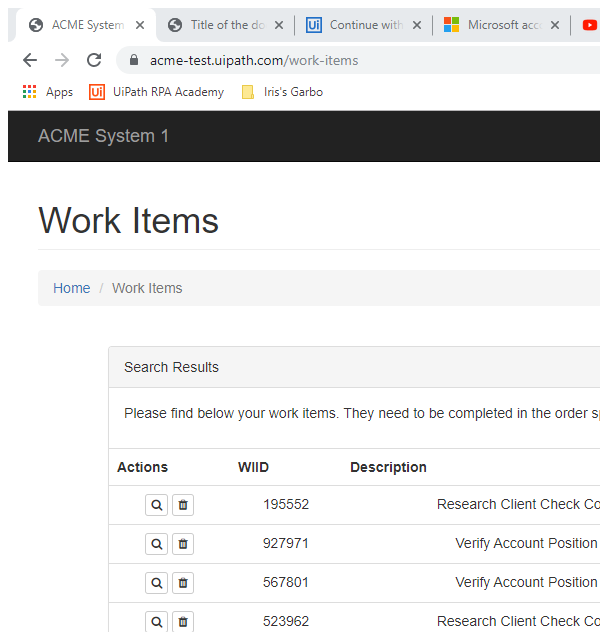 ACME System Title of the do Continue with Microsoft acc
acme-test.uipath.com/work-items
Apps Ui UiPath RPA Academy Iris's Garbo
ACME System 1
Work Items
Home / Work Items
Search Results
Please find below your work items. They need to be completed in the order s
Actions WIID Description
195552 Research Client Check Co
927971 Verify Account Position
567801 Verify Account Position
523962 Research Client Check Co